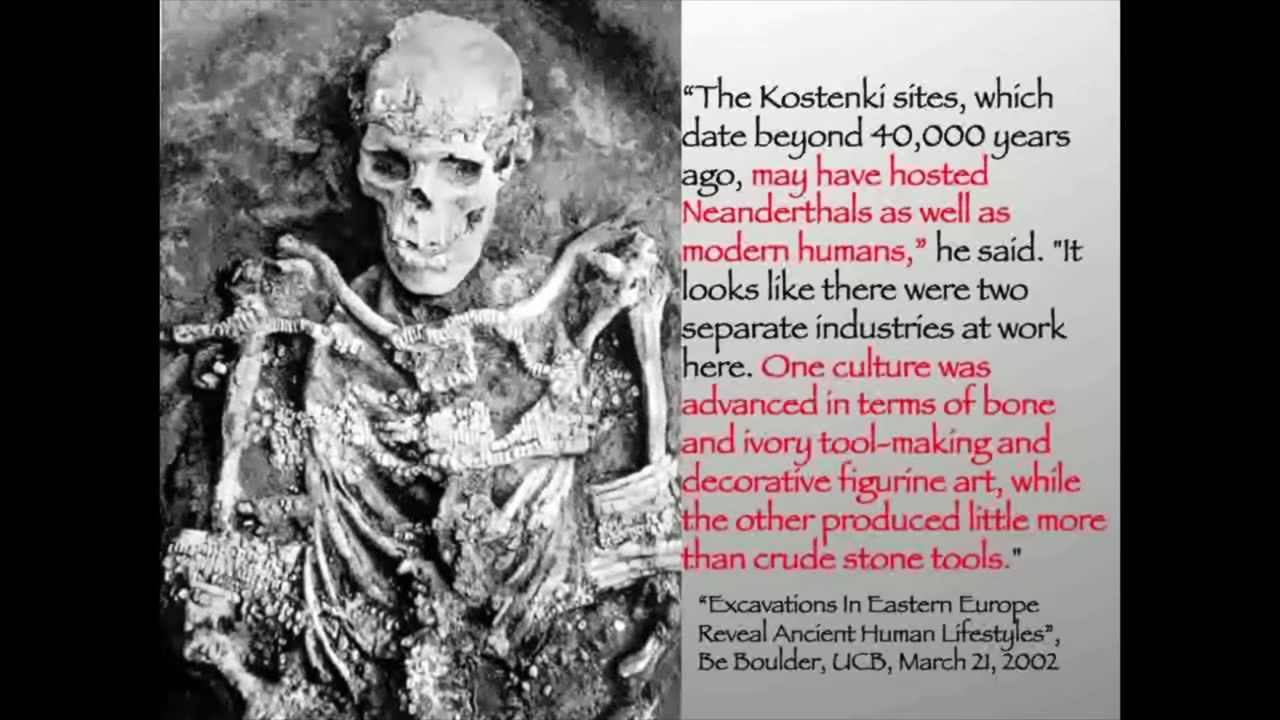 “The Kostenki sites, which
date beyond 40,000 years
ago, may have hosted
Neanderthals as well as
modern humans,” he said. "It
looks like there were two
separate industries at work
here. One culture was
advanced in terms of bone
and ivory tool-making and
decorative figurine art, while
the other produced little more
than crude stone tools."
“Excavations In Eastern Europe
Reveal Ancient Human Lifestyles”,
Be Boulder, UCB, March 21, 2002